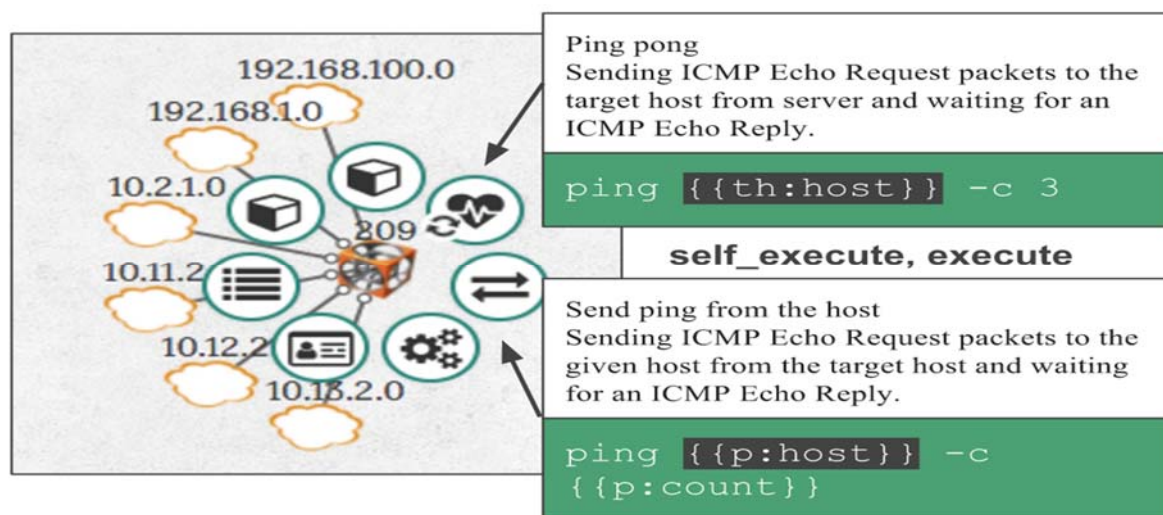 192.168.100.0
192.168.1.0
10.2.1.0
209
10.11.2
10.12.2
10.13.2.0
Ping pong
Sending ICMP Echo Request packets to the
target host from server and waiting for an
ICMP Echo Reply.
ping {{th:host}} -c 3
self_execute, execute
Send ping from the host
Sending ICMP Echo Request packets to the
given host from the target host and waiting
for an ICMP Echo Reply.
ping {{p:host}} -c
{{p:count}}